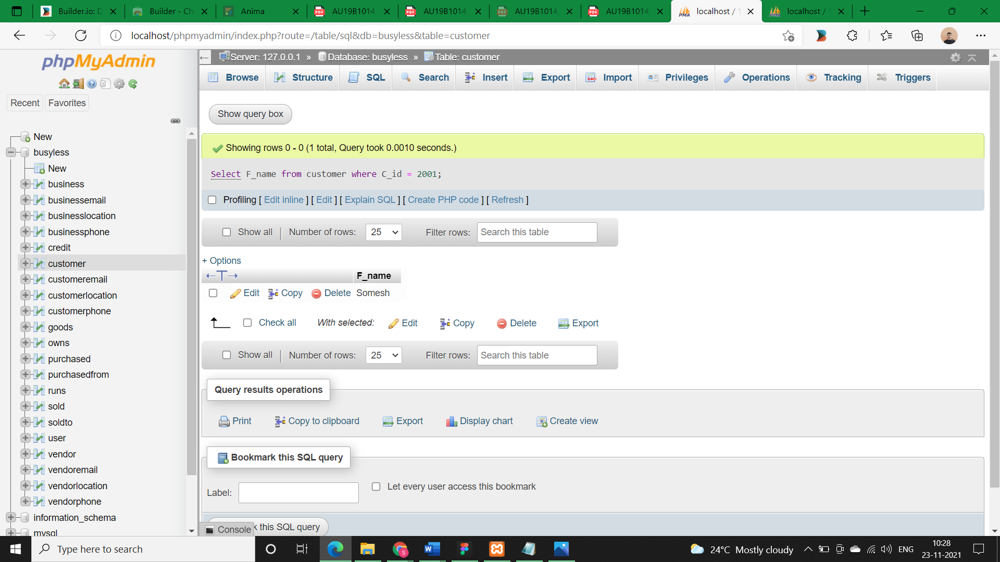 Builder.io: D
Builder - Ch
Anima
AU19B1014_
AU19B1014_
AU19B1014_
AU19B1014_
localhost / 1
localhost / 1
localhost/phpmyadmin/index.php?route=/table/sql&db=busyless&table=customer
phpMyAdmin
Recent
Favorites
New
busyless
New
business
businessemail
businesslocation
businessphone
credit
customer
customeremail
customerlocation
customerphone
goods
owns
purchased
purchasedfrom
runs
sold
soldto
user
vendor
vendoremail
vendorlocation
vendorphone
information_schema
mysql
Server: 127.0.0.1 » Database: busyless » Table: customer
Browse
Structure
SQL
Search
Insert
Export
Import
Privileges
Operations
Tracking
Triggers
Show query box
Showing rows 0 - 0 (1 total, Query took 0.0010 seconds.)
Select F_name from customer where C_id = 2001;
Profiling [ Edit inline ] [ Edit ] [ Explain SQL ] [ Create PHP code ] [ Refresh ]
Show all | Number of rows: 25 Filter rows: Search this table
+ Options
←T→ F_name
Edit Copy Delete Somesh
Check all With selected: Edit Copy Delete Export
Show all | Number of rows: 25 Filter rows: Search this table
Query results operations
Print Copy to clipboard Export Display chart Create view
Bookmark this SQL query
Label: Let every user access this bookmark
k this SQL query
Console
Type here to search
24°C Mostly cloudy
ENG
10:28
23-11-2021